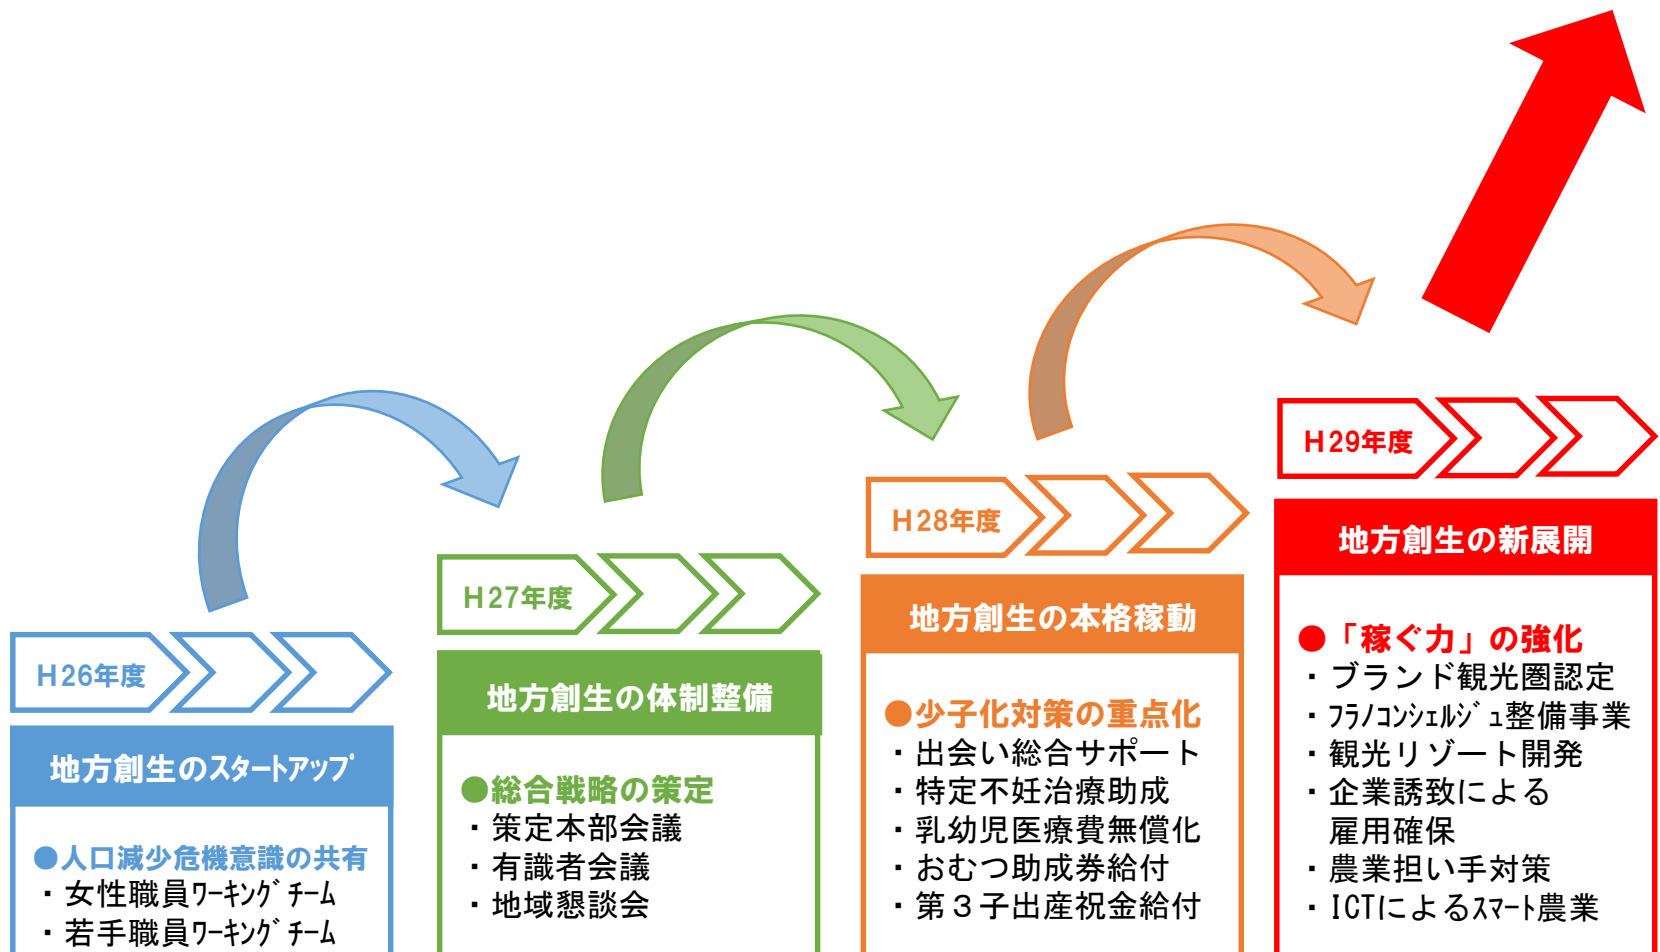 H26年度
地方創生のｽﾀｰﾄｱｯﾌﾟ
●人口減少危機意識の共有
・女性職員ﾜｰｷﾝｸﾞﾁｰﾑ
・若手職員ﾜｰｷﾝｸﾞﾁｰﾑ
H27年度
地方創生の体制整備
●総合戦略の策定
・策定本部会議
・有識者会議
・地域懇談会
H28年度
地方創生の本格稼動
●少子化対策の重点化
・出会い総合サポート
・特定不妊治療助成
・乳幼児医療費無償化
・おむつ助成券給付
・第３子出産祝金給付
H29年度
地方創生の新展開
●「稼ぐ力」の強化
・ブランド観光圏認定
・ﾌﾗﾉｺﾝｼｪﾙｼﾞｭ整備事業
・観光リゾート開発
・企業誘致による
雇用確保
・農業担い手対策
・ICTによるｽﾏｰﾄ農業